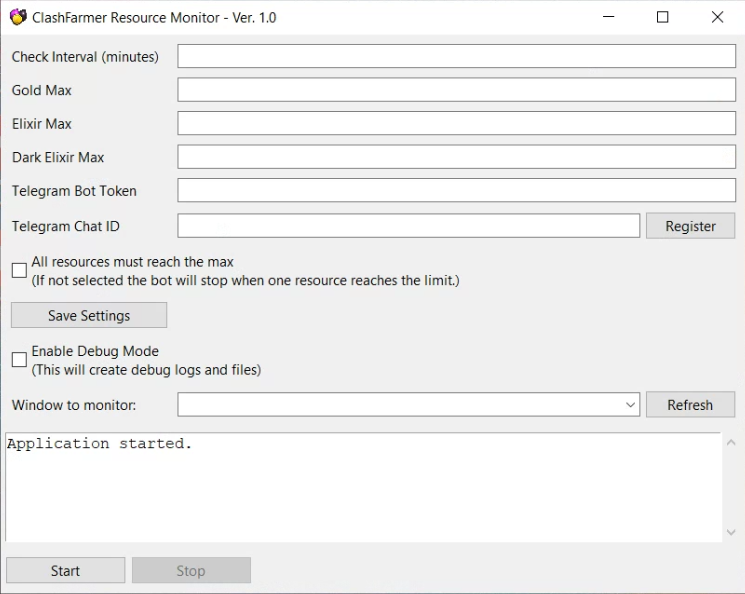 ClashFarmer Resource Monitor - Ver. 1.0
Check Interval (minutes)
Gold Max
Elixir Max
Dark Elixir Max
Telegram Bot Token
Telegram Chat ID
Register
All resources must reach the max
(If not selected the bot will stop when one resource reaches the limit.)
Save Settings
Enable Debug Mode
(This will create debug logs and files)
Window to monitor:
Refresh
Application started.
Start
Stop